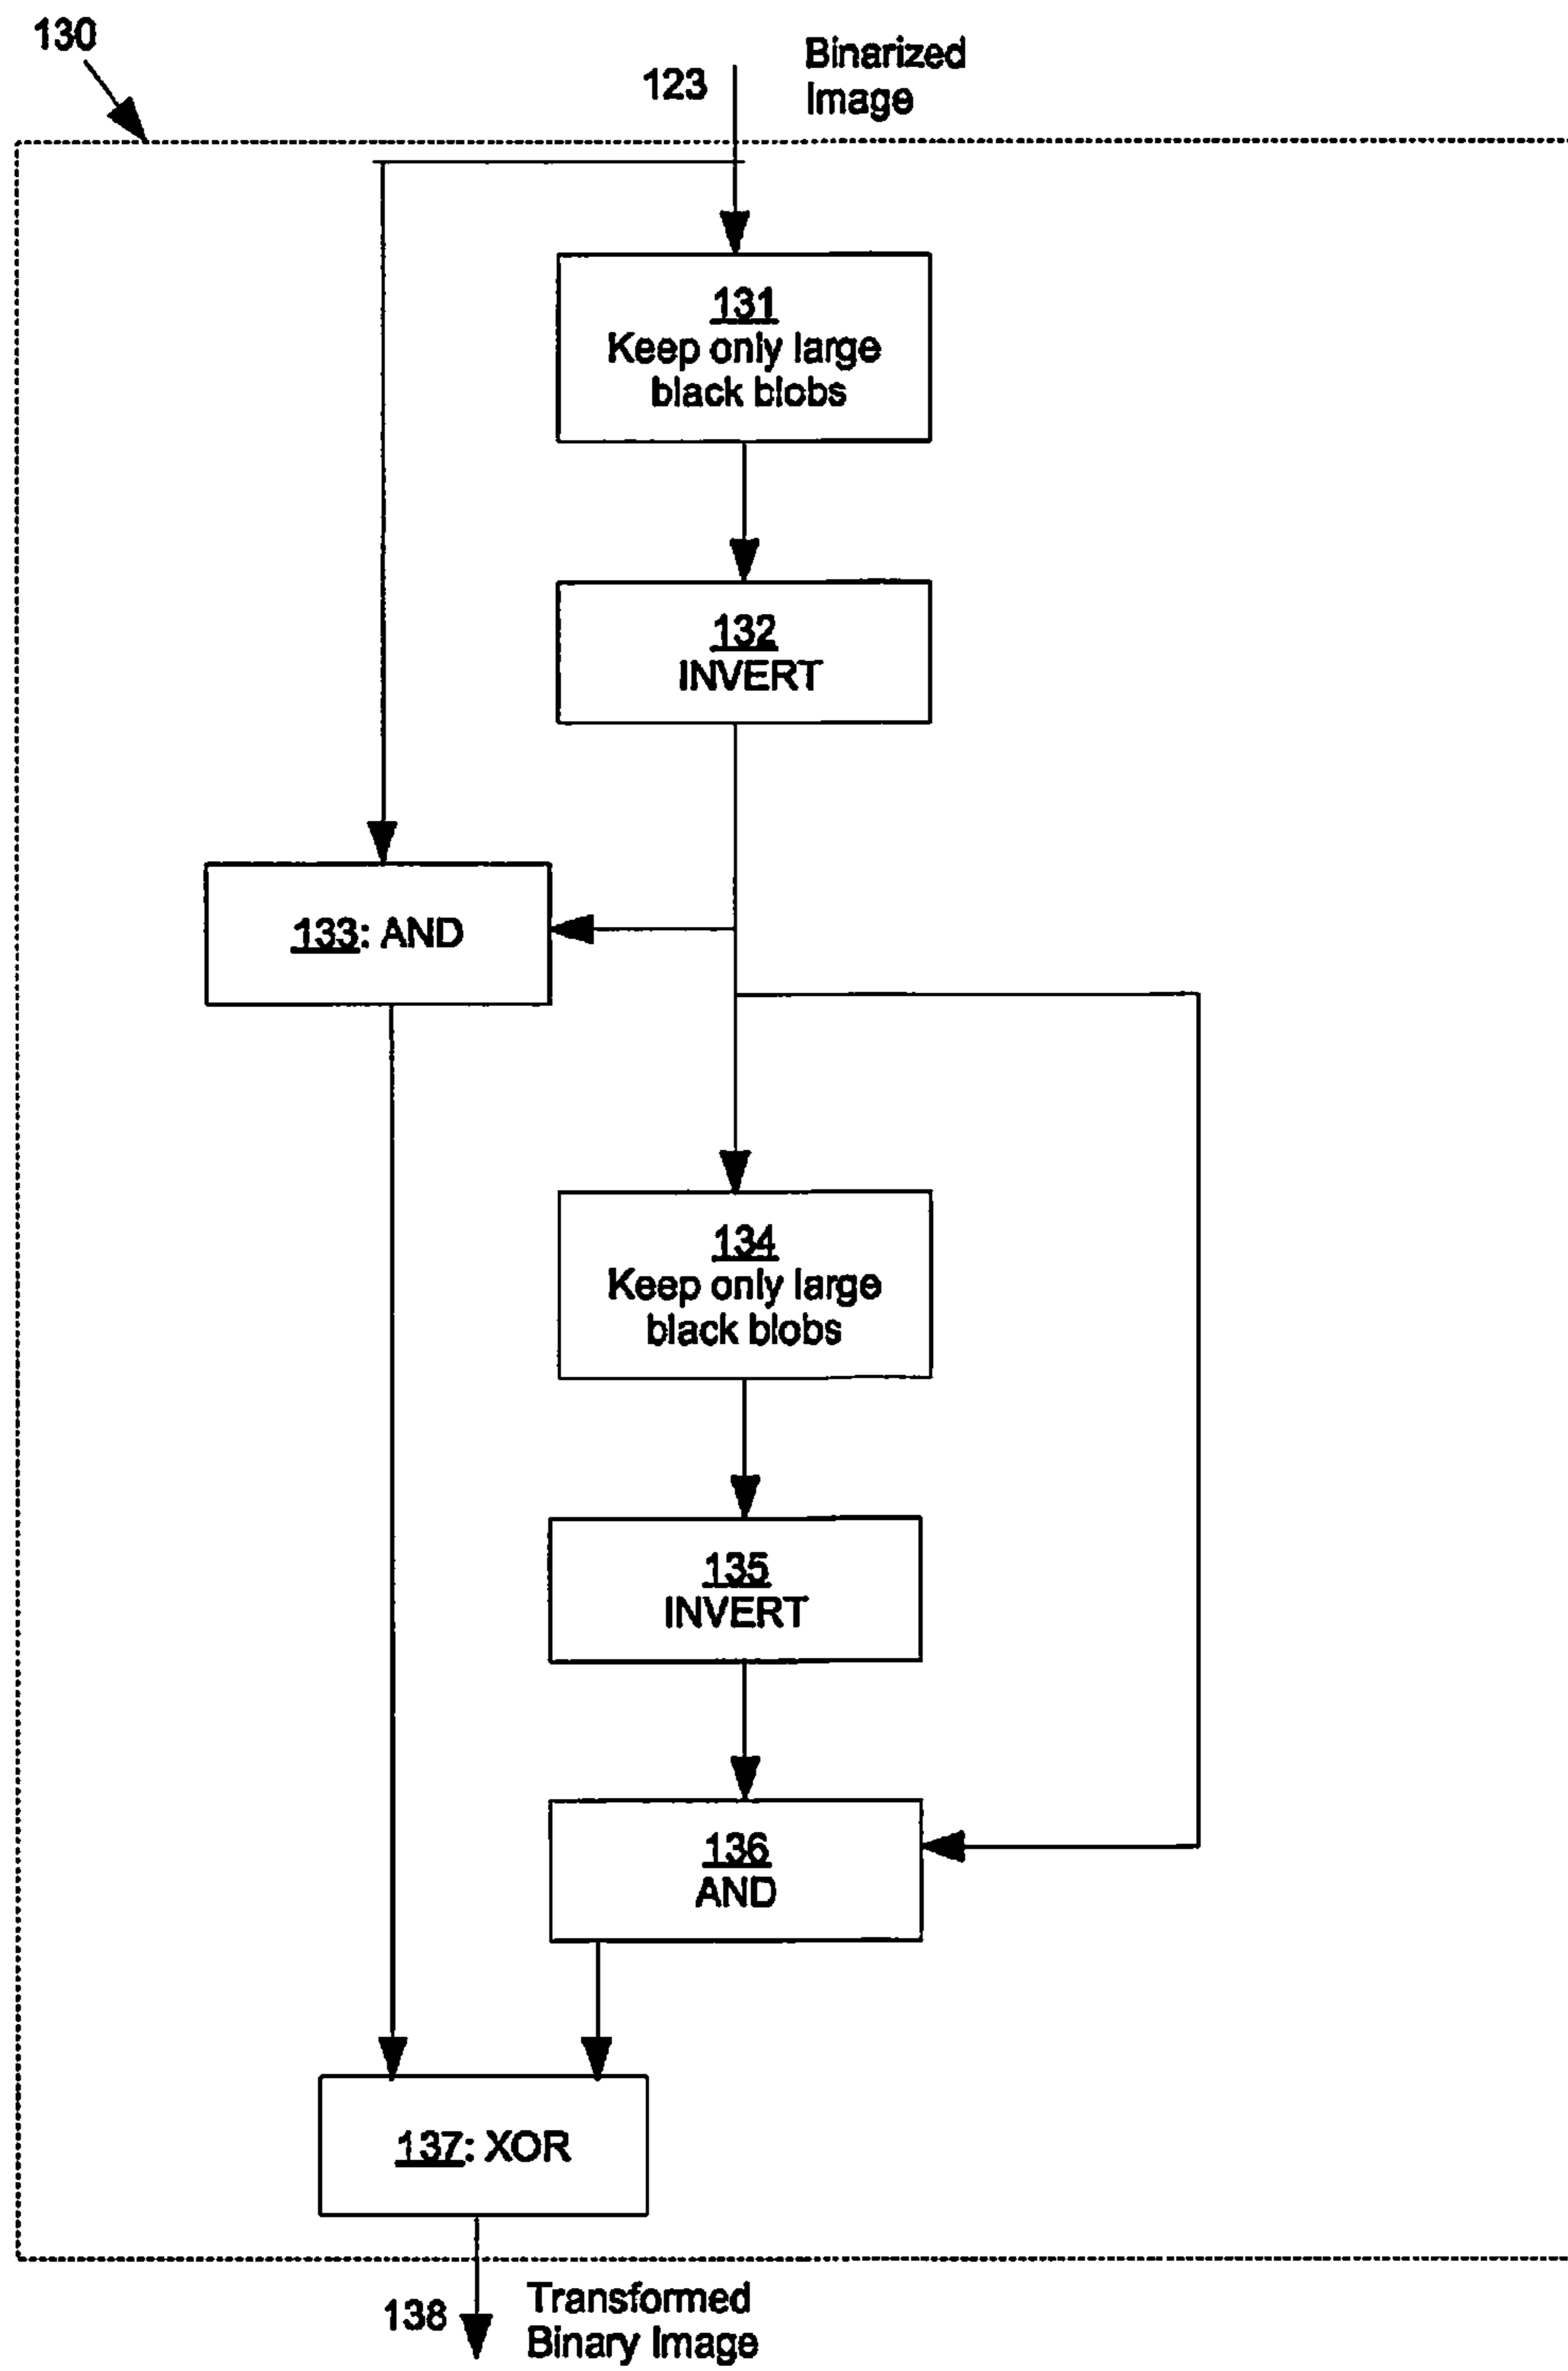 130
123
Binarized
Image
131
Keep only large
black blobs
132
INVERT
133: AND
134
Keep only large
black blobs
135
INVERT
136
AND
137: XOR
138
Transformed
Binary Image